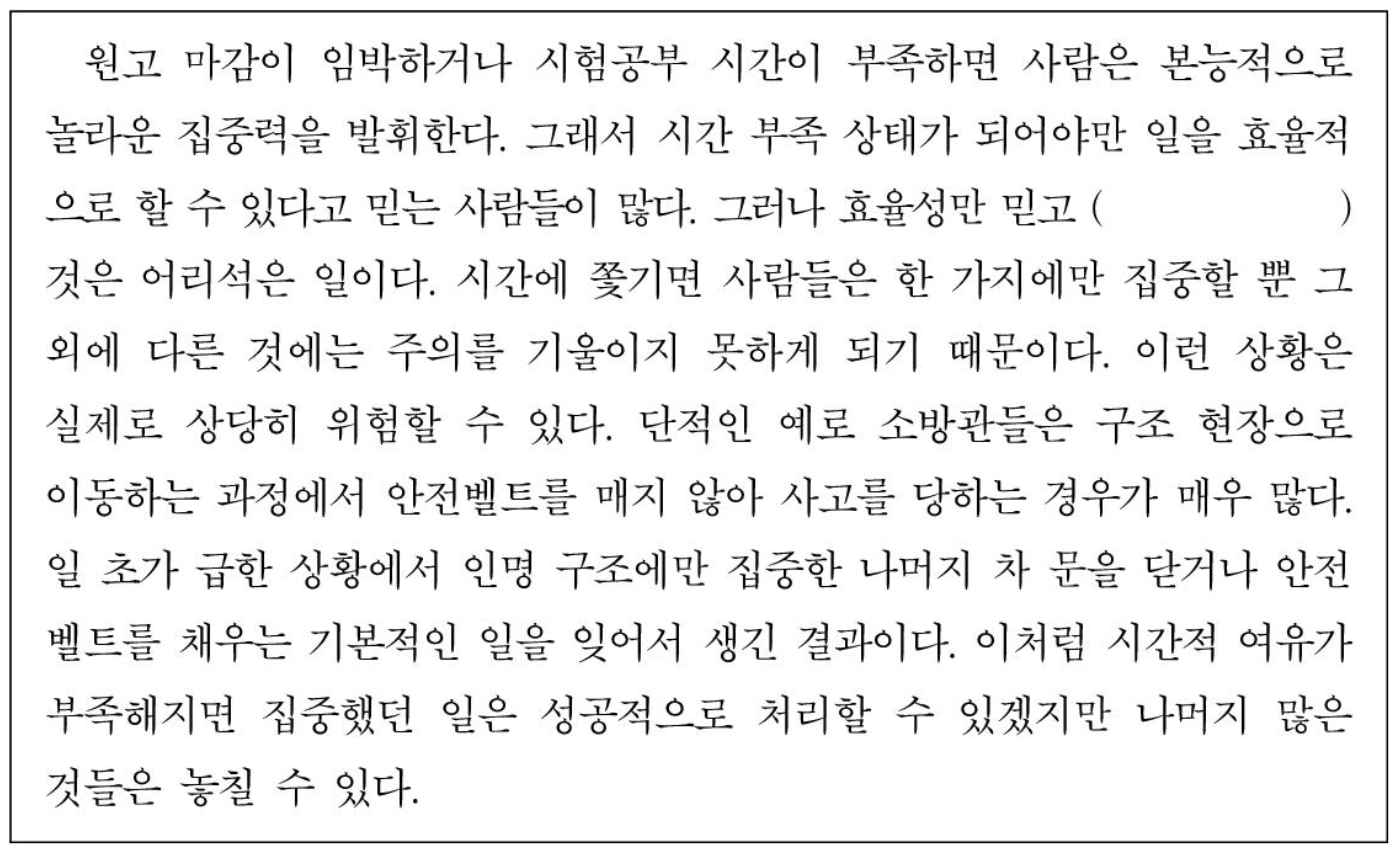 원고 마감이 임박하거나 시험공부 시간이 부족하면 사람은 본능적으로
놀라운 집중력을 발휘한다. 그래서 시간 부족 상태가 되어야만 일을 효율적
으로 할 수 있다고 믿는 사람들이 많다. 그러나 효율성만 믿고 (                    )
것은 어리석은 일이다. 시간에 쫓기면 사람들은 한 가지에만 집중할 뿐 그
외에 다른 것에는 주의를 기울이지 못하게 되기 때문이다. 이런 상황은
실제로 상당히 위험할 수 있다. 단적인 예로 소방관들은 구조 현장으로
이동하는 과정에서 안전벨트를 매지 않아 사고를 당하는 경우가 매우 많다.
일 초가 급한 상황에서 인명 구조에만 집중한 나머지 차 문을 닫거나 안전
벨트를 채우는 기본적인 일을 잊어서 생긴 결과이다. 이처럼 시간적 여유가
부족해지면 집중했던 일은 성공적으로 처리할 수 있겠지만 나머지 많은
것들은 놓칠 수 있다.